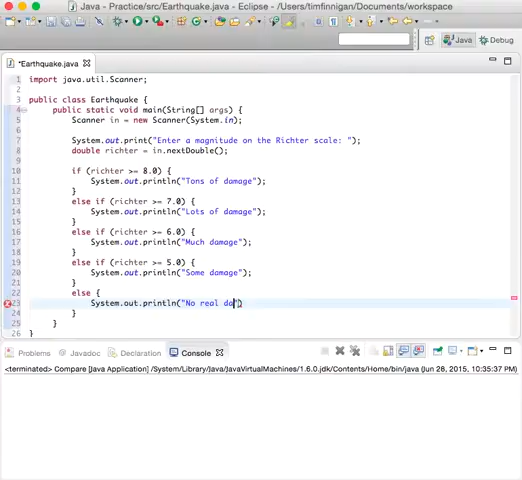 Java - Practice/src/Earthquake.java - Eclipse - /Users/timfinnigan/Documents/workspace
Java
Debug
*Earthquake.java
1 import java.util.Scanner;
2
3 public class Earthquake {
4 public static void main(String[] args) {
5 Scanner in = new Scanner(System.in);
6
7 System.out.print("Enter a magnitude on the Richter scale: ");
8 double richter = in.nextDouble();
9
10 if (richter >= 8.0) {
11 System.out.println("Tons of damage");
12 }
13 else if (richter >= 7.0) {
14 System.out.println("Lots of damage");
15 }
16 else if (richter >= 6.0) {
17 System.out.println("Much damage");
18 }
19 else if (richter >= 5.0) {
20 System.out.println("Some damage");
21 }
22 else {
23 System.out.println("No real da")
24 }
25 }
26 }
Problems
Javadoc
Declaration
Console
<terminated> Compare [Java Application] /System/Library/Java/JavaVirtualMachines/1.6.0.jdk/Contents/Home/bin/java (Jun 28, 2015, 10:35:37 PM)